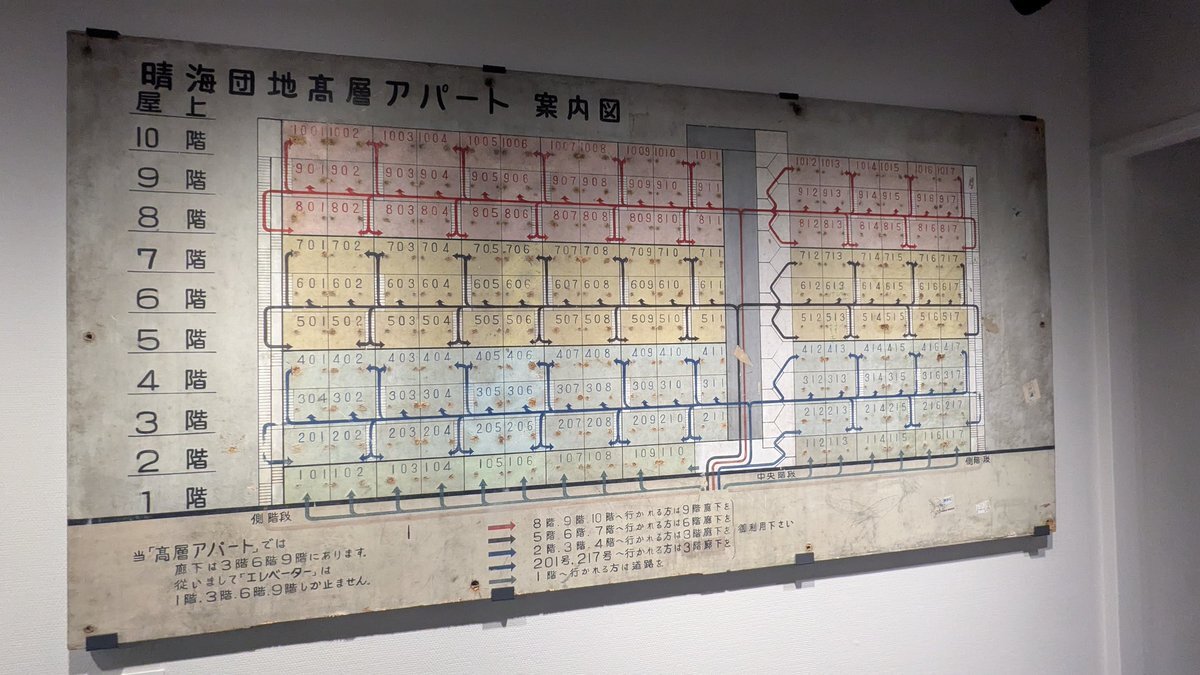 晴海団地高層アパート 案内図
屋上
10階 1001 1002 1003 1004 1005 1006 1007 1008 1009 1010 1011 1012 1013 1014 1015 1016 1017
9階 901 902 903 904 905 906 907 908 909 910 911 912 913 914 915 916 917
8階 801 802 803 804 805 806 807 808 809 810 811 812 813 814 815 816 817
7階 701 702 703 704 705 706 707 708 709 710 711 712 713 714 715 716 717
6階 601 602 603 604 605 606 607 608 609 610 611 612 613 614 615 616 617
5階 501 502 503 504 505 506 507 508 509 510 511 512 513 514 515 516 517
4階 401 402 403 404 405 406 407 408 409 410 411 412 413 414 415 416 417
3階 304 302 303 304 305 306 307 308 309 310 311 312 313 314 315 316 317
2階 201 202 203 204 205 206 207 208 209 210 211 212 213 214 215 216 217
1階 101 102 103 104 105 106 107 108 109 110 112 113 114 115 116 117
側階段
中央階段
側階段
当「高層アパート」では
廊下は3階6階9階にあります.
従いまして「エレベーター」は
1階.3階.6階.9階しか止ません.
8階.9階.10階へ行かれる方は9階廊下を
5階.6階.7階へ行かれる方は6階廊下を
2階.3階.4階へ行かれる方は3階廊下を
201号.217号へ行かれる方は3階廊下を
1階へ行かれる方は道路を
御利用下さい